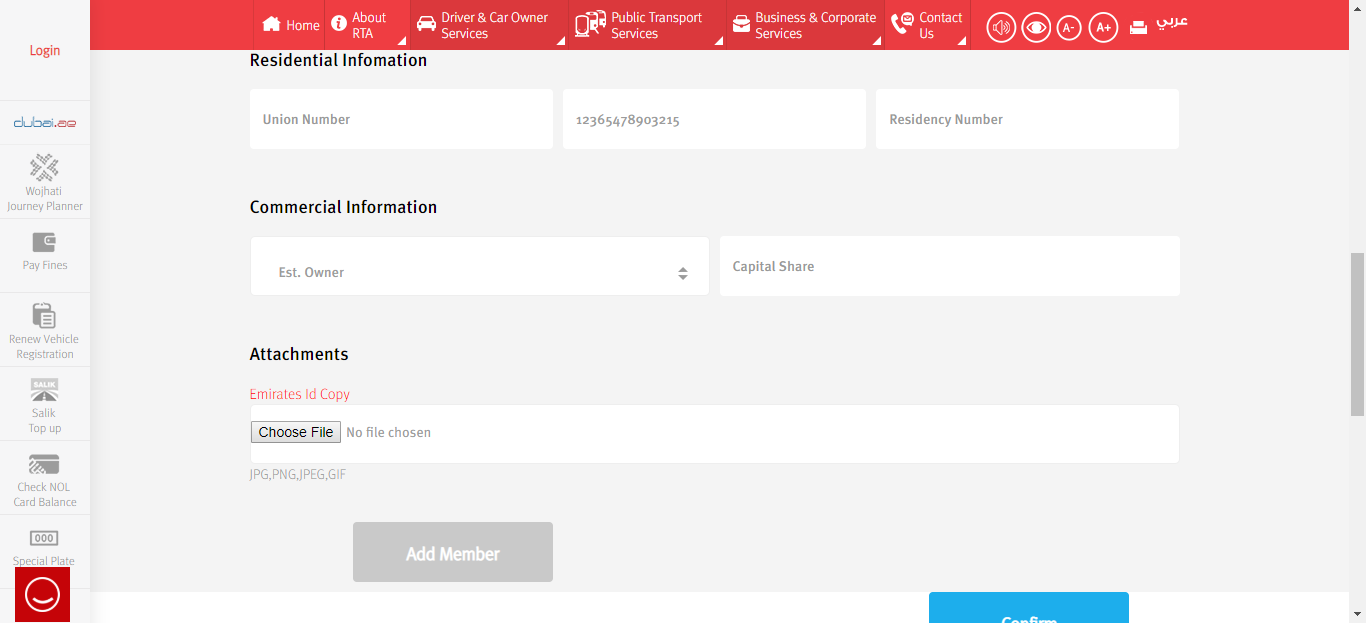 Login
dubai.ae
Wojhati
Journey Planner
Pay Fines
Renew Vehicle
Registration
SALIK
Salik
Top up
Check NOL
Card Balance
000
Special Plate
Home
About
RTA
Driver & Car Owner
Services
Public Transport
Services
Business & Corporate
Services
Contact
Us
A-
A+
عربي
Residential Infomation
Union Number
12365478903215
Residency Number
Commercial Information
Est. Owner
Capital Share
Attachments
Emirates Id Copy
Choose File No file chosen
JPG,PNG,JPEG,GIF
Add Member
Confirm